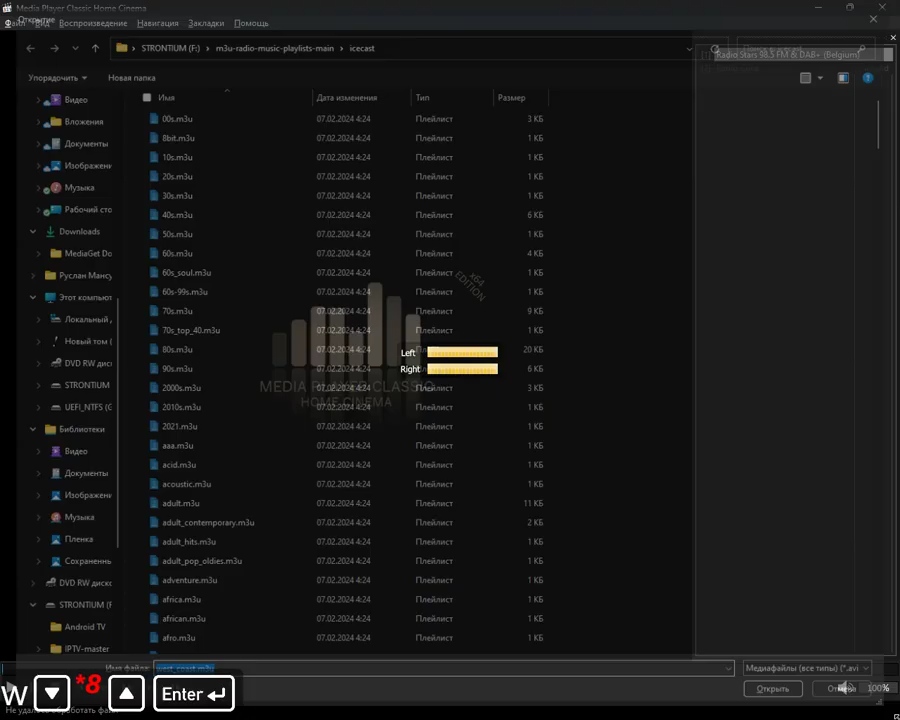 Media Player Classic Home Cinema
Открытие
Файл Вид Воспроизведение Навигация Закладки Помощь
STRONTIUM (F:) › m3u-radio-music-playlists-main › icecast
Radio Stars 98.5 FM & DAB+ (Belgium)
Упорядочить Новая папка
Имя Дата изменения Тип Размер
Видео
Вложения
Документы
Изображени
Музыка
Рабочий сто
Downloads
MediaGet Do
Руслан Мансу
Этот компьют
Локальный д
Новый том (
DVD RW диско
STRONTIUM
UEFI_NTFS (G
Библиотеки
Видео
Документы
Изображени
Музыка
Пленка
Сохраненны
DVD RW диско
STRONTIUM (F
Android TV
IPTV-master
00s.m3u 07.02.2024 4:24 Плейлист 3 КБ
8bit.m3u 07.02.2024 4:24 Плейлист 1 КБ
10s.m3u 07.02.2024 4:24 Плейлист 1 КБ
20s.m3u 07.02.2024 4:24 Плейлист 1 КБ
30s.m3u 07.02.2024 4:24 Плейлист 1 КБ
40s.m3u 07.02.2024 4:24 Плейлист 6 КБ
50s.m3u 07.02.2024 4:24 Плейлист 1 КБ
60s.m3u 07.02.2024 4:24 Плейлист 4 КБ
60s_soul.m3u 07.02.2024 4:24 Плейлист 1 КБ
60s-99s.m3u 07.02.2024 4:24 Плейлист 1 КБ
70s.m3u 07.02.2024 4:24 Плейлист 9 КБ
70s_top_40.m3u 07.02.2024 4:24 Плейлист 1 КБ
80s.m3u 07.02.2024 4:24 Плейлист 20 КБ
90s.m3u 07.02.2024 4:24 Плейлист 6 КБ
2000s.m3u 07.02.2024 4:24 Плейлист 3 КБ
2010s.m3u 07.02.2024 4:24 Плейлист 1 КБ
2021.m3u 07.02.2024 4:24 Плейлист 1 КБ
aaa.m3u 07.02.2024 4:24 Плейлист 1 КБ
acid.m3u 07.02.2024 4:24 Плейлист 1 КБ
acoustic.m3u 07.02.2024 4:24 Плейлист 1 КБ
adult.m3u 07.02.2024 4:24 Плейлист 11 КБ
adult_contemporary.m3u 07.02.2024 4:24 Плейлист 2 КБ
adult_hits.m3u 07.02.2024 4:24 Плейлист 1 КБ
adult_pop_oldies.m3u 07.02.2024 4:24 Плейлист 1 КБ
adventure.m3u 07.02.2024 4:24 Плейлист 1 КБ
africa.m3u 07.02.2024 4:24 Плейлист 1 КБ
african.m3u 07.02.2024 4:24 Плейлист 1 КБ
afro.m3u 07.02.2024 4:24 Плейлист 1 КБ
x64
EDITION
MEDIA PLAYER CLASSIC
HOME CINEMA
Left
Right
Имя файла: west_coast.m3u Медиафайлы (все типы) (*.avi
Открыть Отмена 100%
W *8 Enter
Не удалось обработать файл